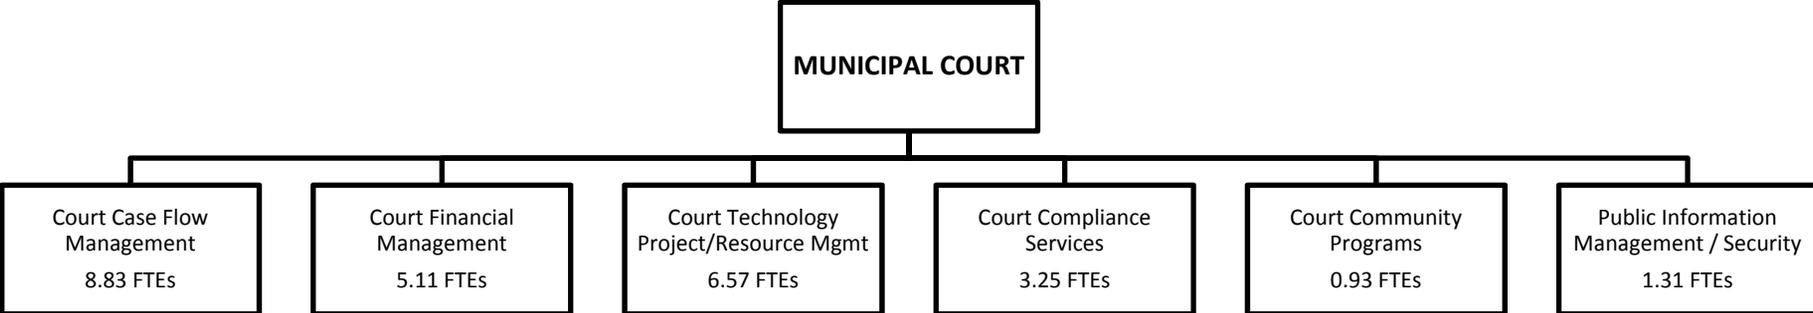 MUNICIPAL COURT
Court Case Flow
Management
8.83 FTEs
Court Financial
Management
5.11 FTEs
Court Technology
Project/Resource Mgmt
6.57 FTEs
Court Compliance
Services
3.25 FTEs
Court Community
Programs
0.93 FTEs
Public Information
Management / Security
1.31 FTEs